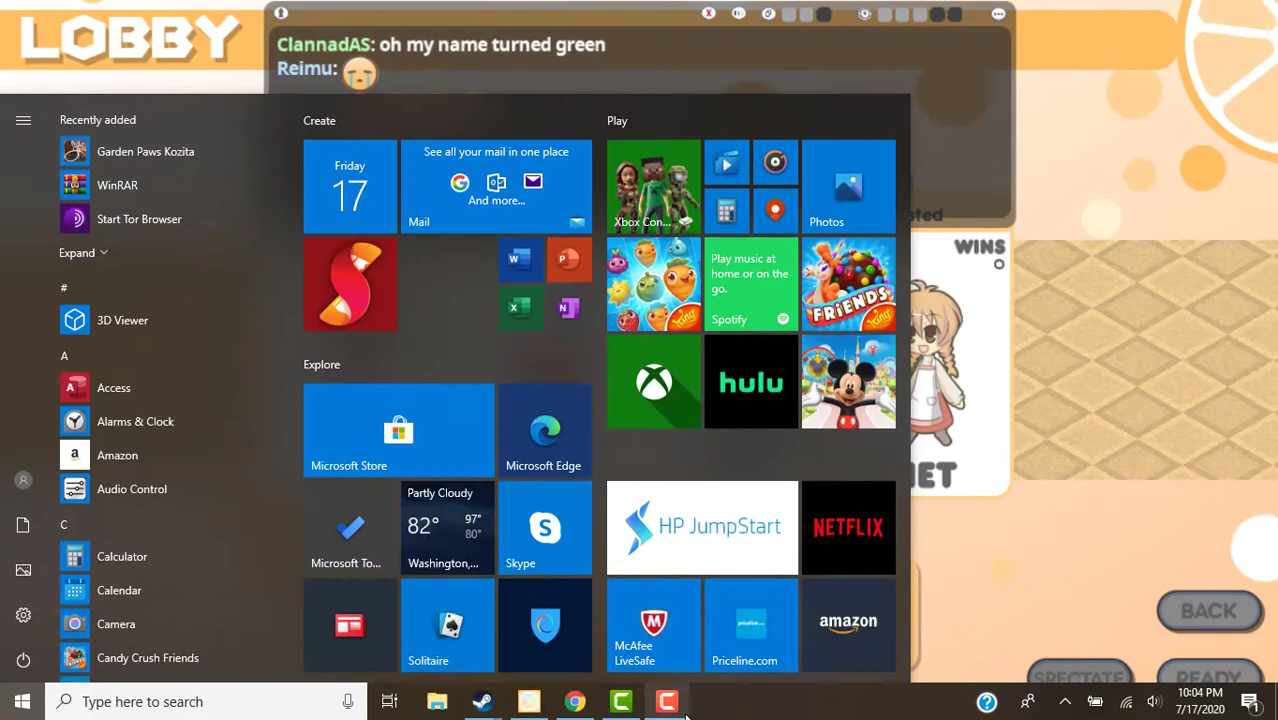 LOBBY
ClannadAS: oh my name turned green
Reimu:
Recently added
Garden Paws Kozita
WinRAR
Start Tor Browser
Expand
#
3D Viewer
A
Access
Alarms & Clock
Amazon
Audio Control
C
Calculator
Calendar
Camera
Candy Crush Friends
Create
Friday
17
See all your mail in one place
And more...
Mail
Explore
Microsoft Store
Microsoft Edge
Microsoft To...
Partly Cloudy
82° 97° 80°
Washington,...
Skype
Solitaire
Play
Xbox Con...
Photos
King
Play music at
home or on the
go.
Spotify
FRIENDS
King
hulu
HP JumpStart
NETFLIX
McAfee
LiveSafe
Priceline.com
amazon
WINS
0
BACK
SPECTATE
READY
Type here to search
10:04 PM
7/17/2020